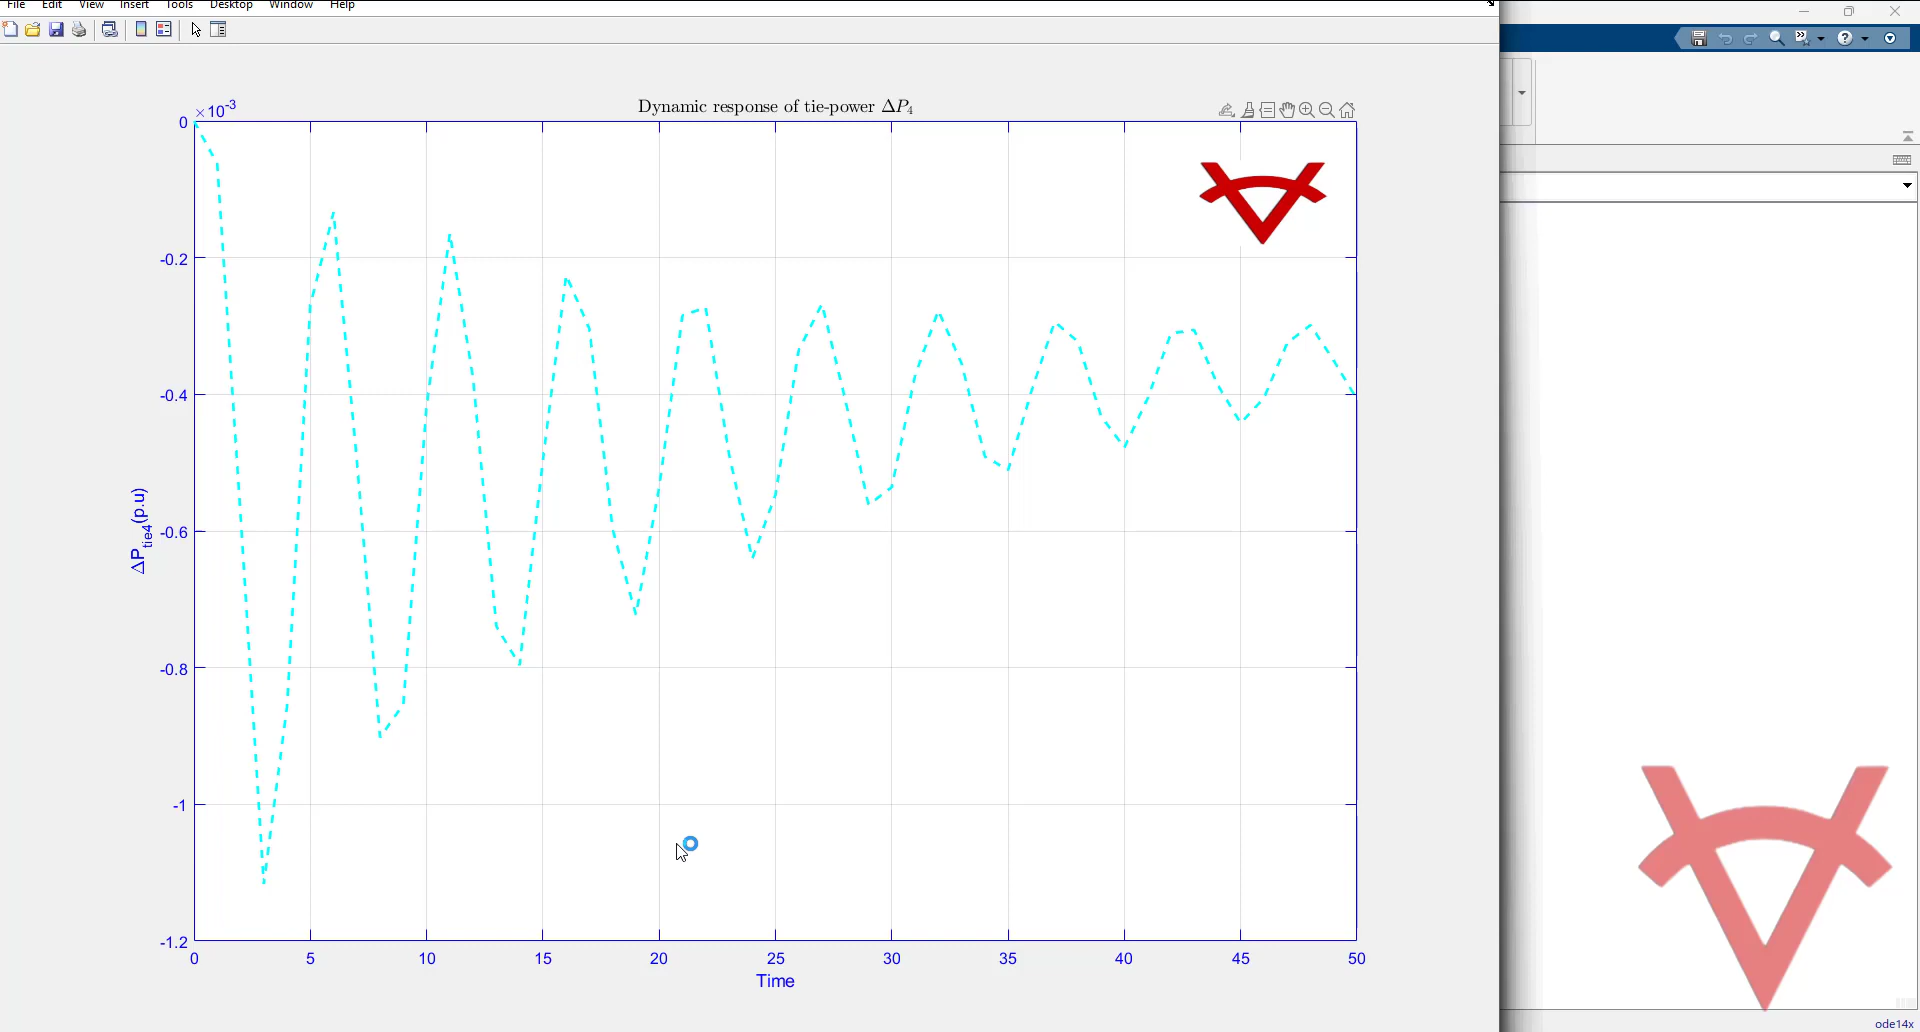 File Edit View Insert Tools Desktop Window Help
Dynamic response of tie-power ΔP₄
×10⁻³
0
-0.2
-0.4
-0.6
-0.8
-1
-1.2
ΔP_tie4(p.u)
0 5 10 15 20 25 30 35 40 45 50
Time
ode14x